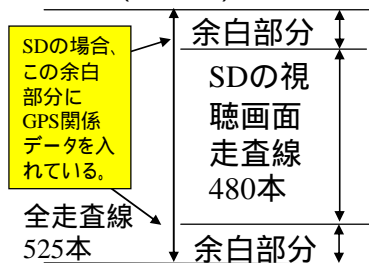 余白部分
SDの場合、
この余白
部分に
GPS関係
データを入
れている。
SDの視
聴画面
走査線
480本
全走査線
525本
余白部分